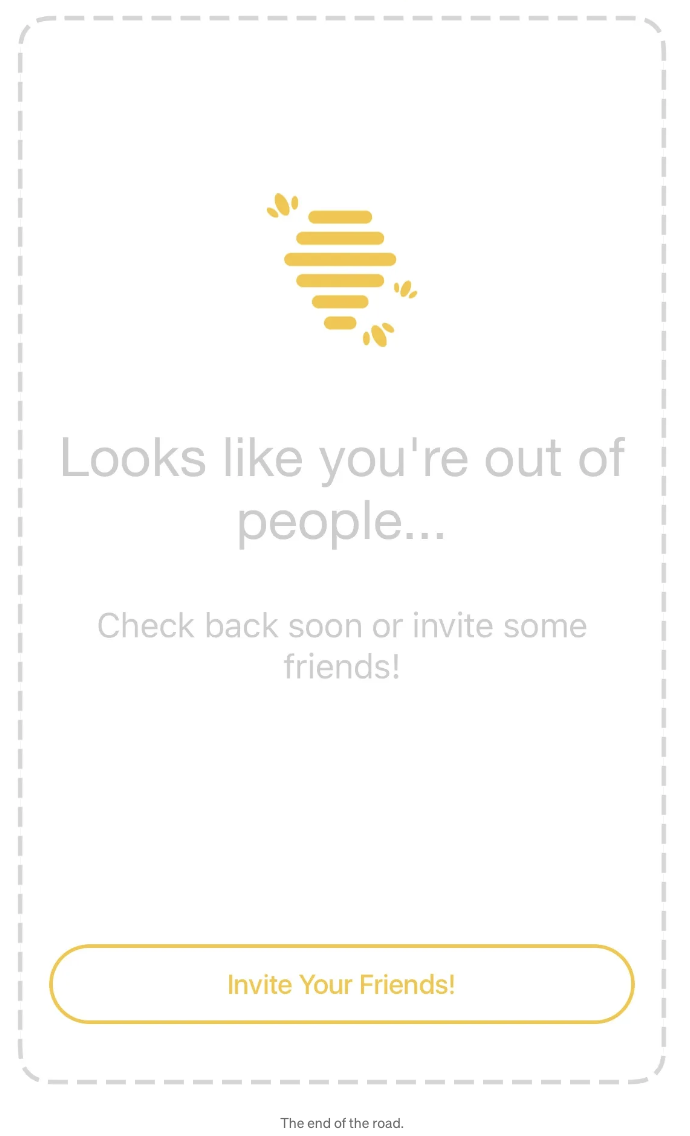 Looks like you're out of
people...
Check back soon or invite some
friends!
Invite Your Friends!
The end of the road.